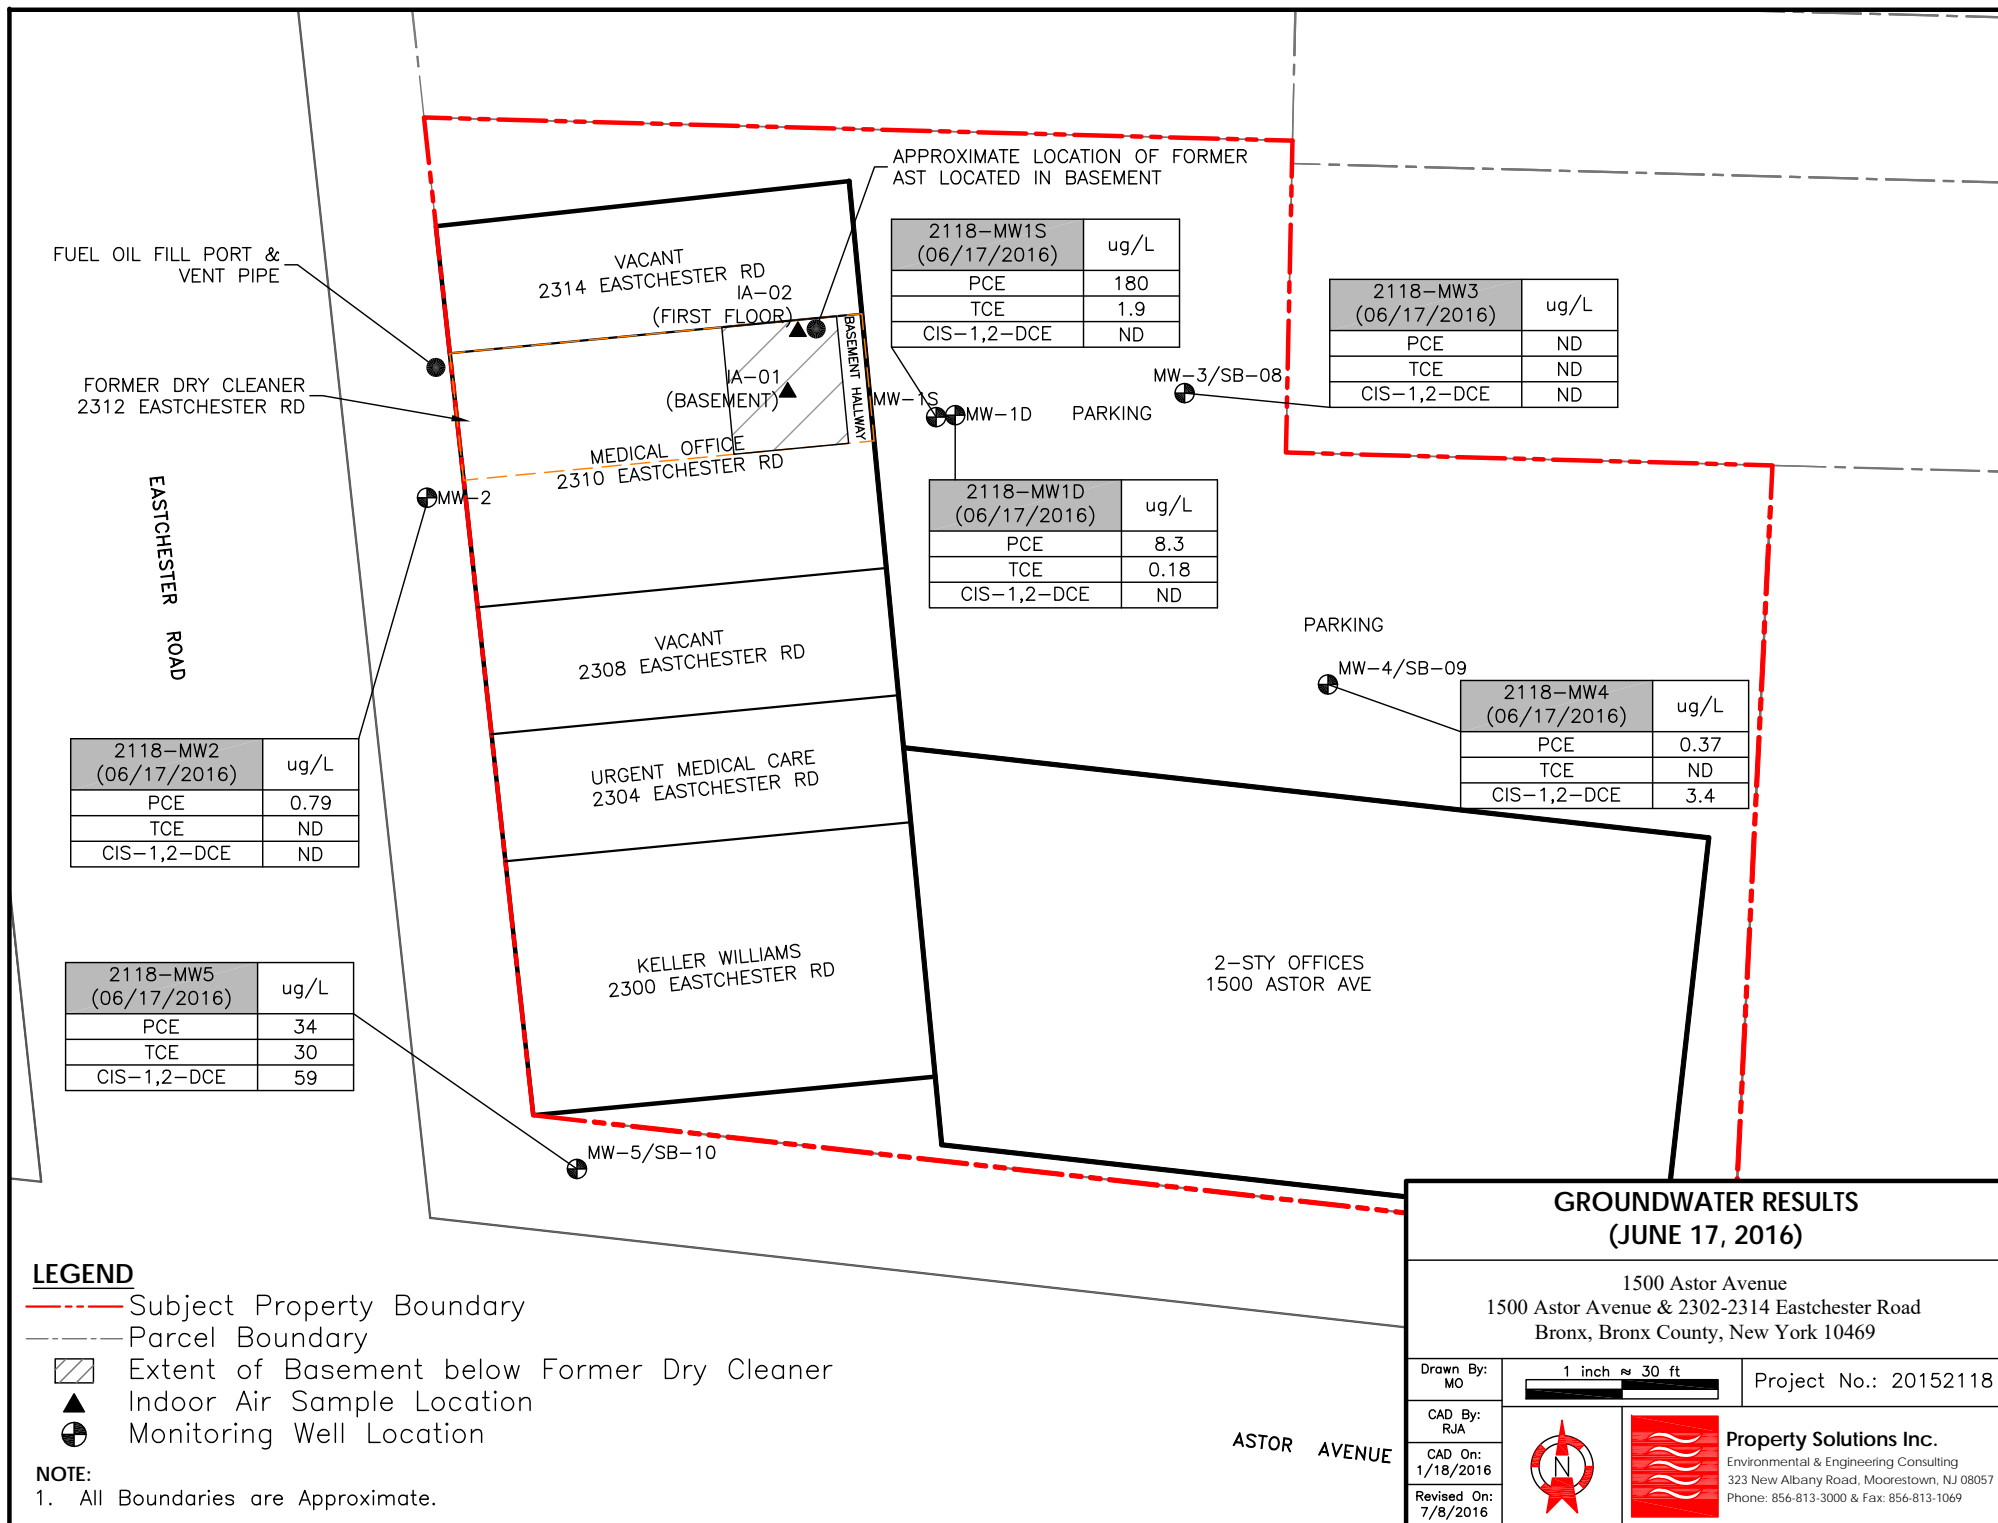 APPROXIMATE LOCATION OF FORMER
AST LOCATED IN BASEMENT
FUEL OIL FILL PORT &
VENT PIPE
FORMER DRY CLEANER
2312 EASTCHESTER RD
VACANT
2314 EASTCHESTER RD
IA-02
(FIRST FLOOR)
IA-01
(BASEMENT)
BASEMENT HALLWAY
MEDICAL OFFICE
2310 EASTCHESTER RD
2118-MW1S
(06/17/2016) ug/L
PCE 180
TCE 1.9
CIS-1,2-DCE ND
2118-MW3
(06/17/2016) ug/L
PCE ND
TCE ND
CIS-1,2-DCE ND
MW-3/SB-08
MW-1S
MW-1D
PARKING
2118-MW1D
(06/17/2016) ug/L
PCE 8.3
TCE 0.18
CIS-1,2-DCE ND
MW-2
EASTCHESTER ROAD
VACANT
2308 EASTCHESTER RD
PARKING
MW-4/SB-09
2118-MW4
(06/17/2016) ug/L
PCE 0.37
TCE ND
CIS-1,2-DCE 3.4
2118-MW2
(06/17/2016) ug/L
PCE 0.79
TCE ND
CIS-1,2-DCE ND
URGENT MEDICAL CARE
2304 EASTCHESTER RD
KELLER WILLIAMS
2300 EASTCHESTER RD
2-STY OFFICES
1500 ASTOR AVE
2118-MW5
(06/17/2016) ug/L
PCE 34
TCE 30
CIS-1,2-DCE 59
MW-5/SB-10
LEGEND
Subject Property Boundary
Parcel Boundary
Extent of Basement below Former Dry Cleaner
Indoor Air Sample Location
Monitoring Well Location
NOTE:
1. All Boundaries are Approximate.
ASTOR AVENUE
GROUNDWATER RESULTS
(JUNE 17, 2016)
1500 Astor Avenue
1500 Astor Avenue & 2302-2314 Eastchester Road
Bronx, Bronx County, New York 10469
Drawn By:
MO
1 inch ≈ 30 ft
Project No.: 20152118
CAD By:
RJA
CAD On:
1/18/2016
Revised On:
7/8/2016
N
Property Solutions Inc.
Environmental & Engineering Consulting
323 New Albany Road, Moorestown, NJ 08057
Phone: 856-813-3000 & Fax: 856-813-1069